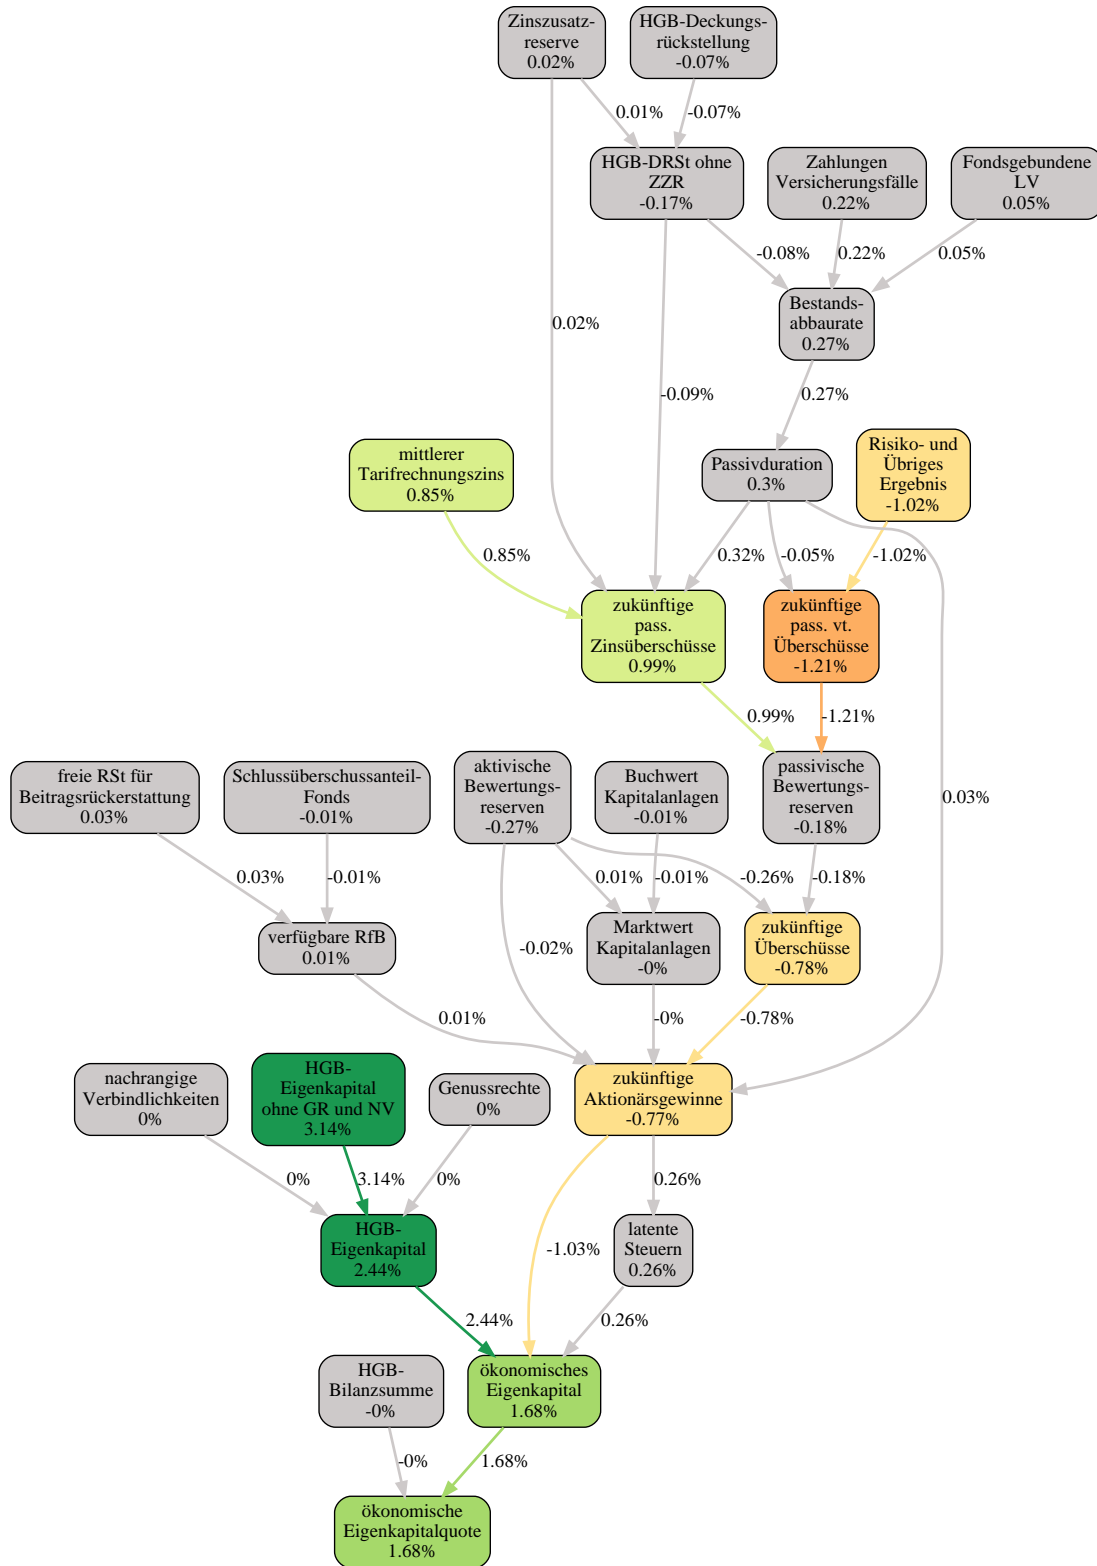 Zinszusatz-
reserve
0.02%
HGB-Deckungs-
rückstellung
-0.07%
0.01%
-0.07%
HGB-DRSt ohne
ZZR
-0.17%
Zahlungen
Versicherungsfälle
0.22%
Fondsgebundene
LV
0.05%
-0.08%
0.22%
0.05%
Bestands-
abbaurate
0.27%
0.02%
-0.09%
0.27%
mittlerer
Tarifrechnungszins
0.85%
Passivduration
0.3%
Risiko- und
Übriges
Ergebnis
-1.02%
0.85%
0.32%
-0.05%
-1.02%
zukünftige
pass.
Zinsüberschüsse
0.99%
zukünftige
pass. vt.
Überschüsse
-1.21%
0.99%
-1.21%
freie RSt für
Beitragsrückerstattung
0.03%
Schlussüberschussanteil-
Fonds
-0.01%
aktivische
Bewertungs-
reserven
-0.27%
Buchwert
Kapitalanlagen
-0.01%
passivische
Bewertungs-
reserven
-0.18%
0.03%
0.03%
-0.01%
0.01%
-0.01%
-0.26%
-0.18%
verfügbare RfB
0.01%
-0.02%
Marktwert
Kapitalanlagen
-0%
zukünftige
Überschüsse
-0.78%
0.01%
-0%
-0.78%
nachrangige
Verbindlichkeiten
0%
HGB-
Eigenkapital
ohne GR und NV
3.14%
Genussrechte
0%
zukünftige
Aktionärsgewinne
-0.77%
0%
3.14%
0%
0.26%
HGB-
Eigenkapital
2.44%
-1.03%
latente
Steuern
0.26%
2.44%
0.26%
HGB-
Bilanzsumme
-0%
ökonomisches
Eigenkapital
1.68%
-0%
1.68%
ökonomische
Eigenkapitalquote
1.68%